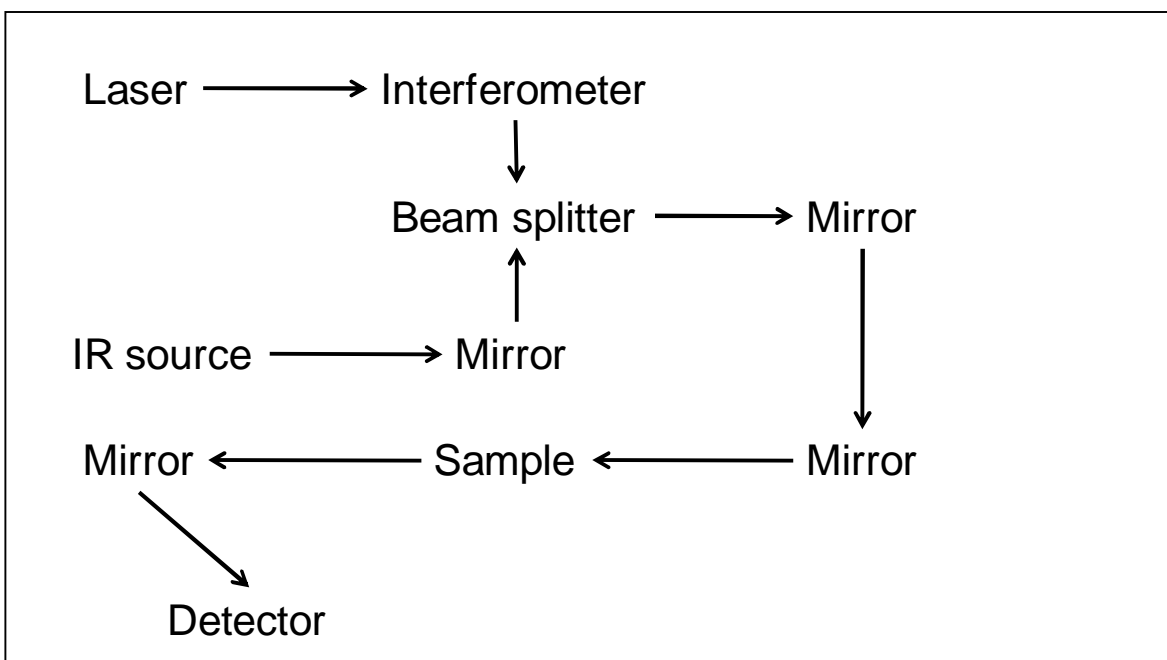 Laser Interferometer
Beam splitter Mirror
IR source Mirror
Mirror Sample Mirror
Detector